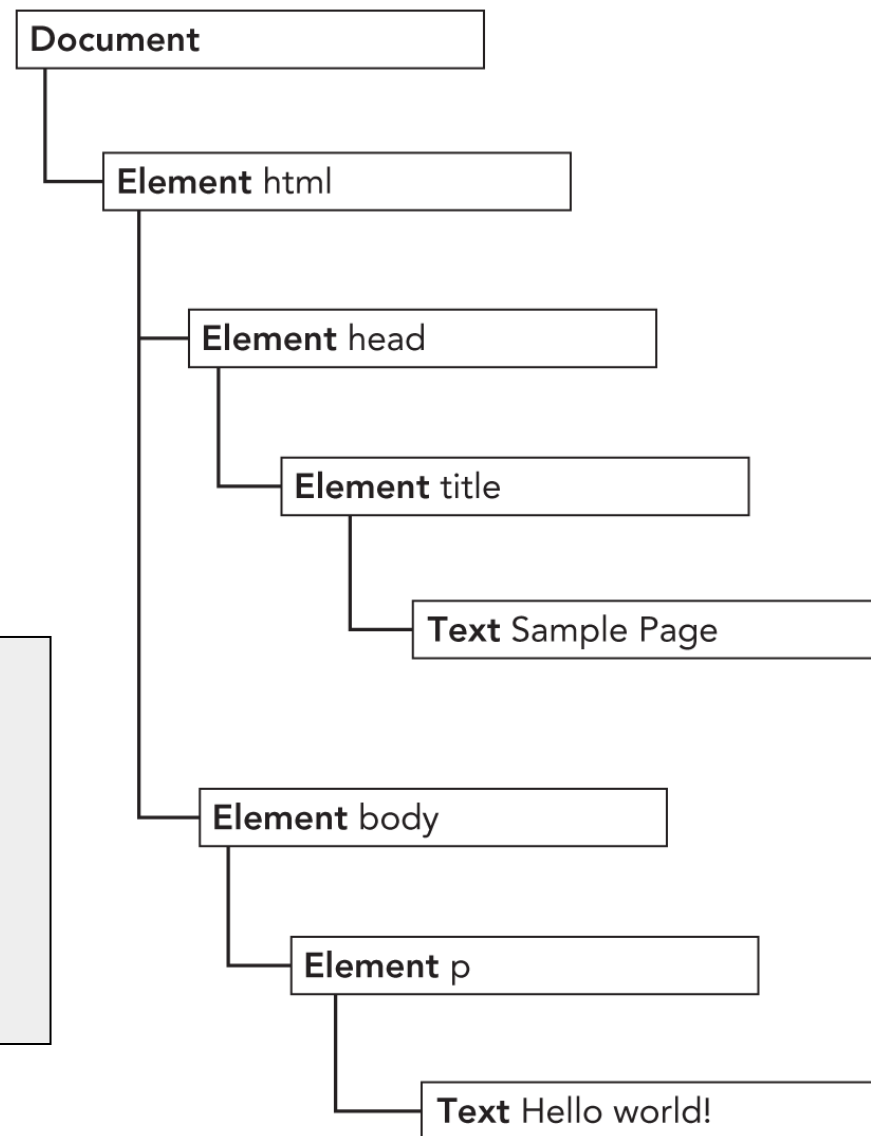 Document
Element html
Element head
Element title
Text Sample Page
Element body
Element p
Text Hello world!